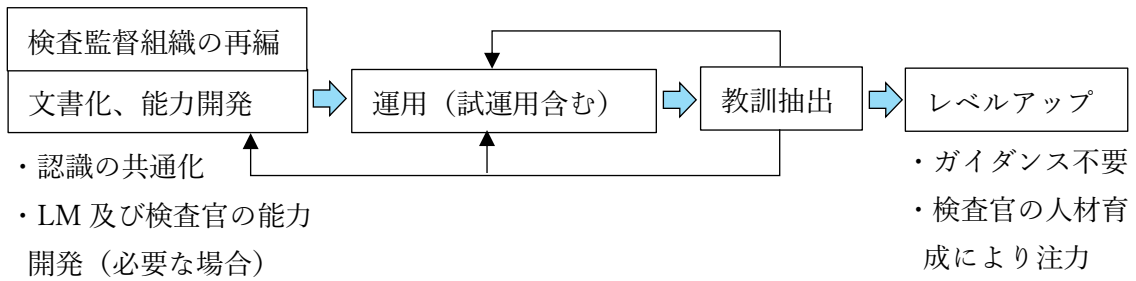 検査監督組織の再編
文書化、能力開発
運用（試運用含む）
教訓抽出
レベルアップ
・認識の共通化
・LM 及び検査官の能力
開発（必要な場合）
・ガイダンス不要
・検査官の人材育
成により注力